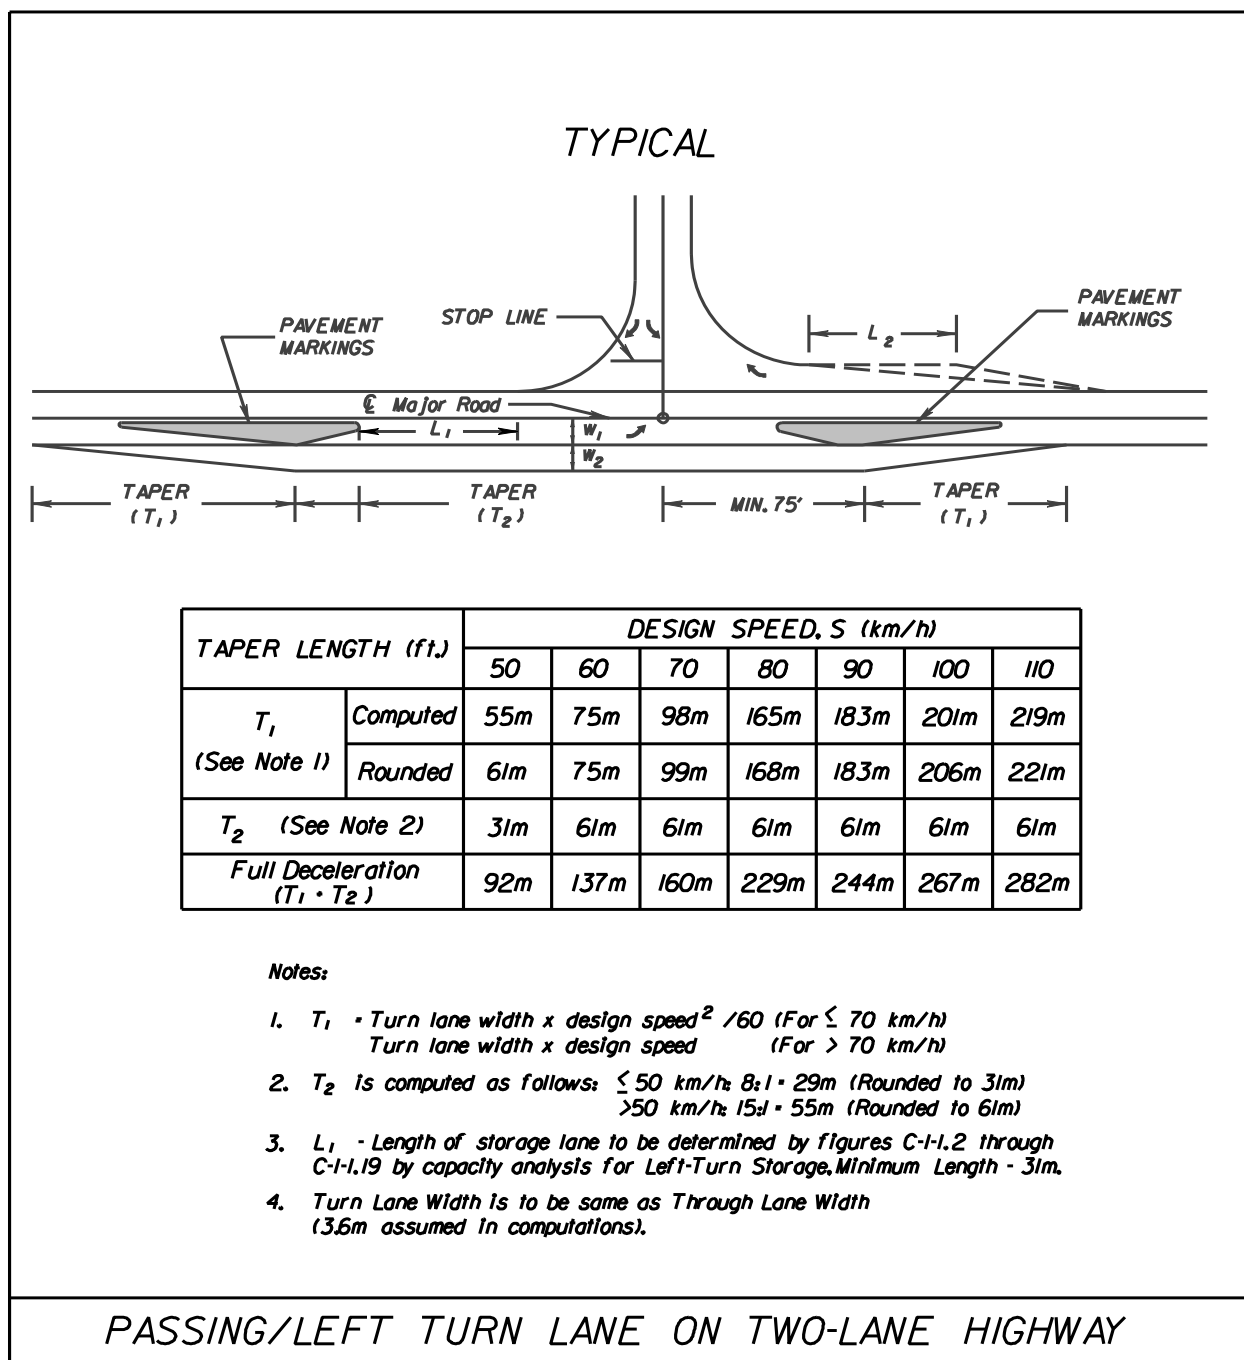 TYPICAL
PAVEMENT
MARKINGS
STOP LINE
L2
PAVEMENT
MARKINGS
℄ Major Road
L1
W1
W2
TAPER
(T1)
TAPER
(T2)
MIN. 75'
TAPER
(T1)
TAPER LENGTH (ft.)
DESIGN SPEED, S (km/h)
50 60 70 80 90 100 110
T1
(See Note 1)
Computed 55m 75m 98m 165m 183m 201m 219m
Rounded 61m 75m 99m 168m 183m 206m 221m
T2 (See Note 2) 31m 61m 61m 61m 61m 61m 61m
Full Deceleration
(T1 + T2) 92m 137m 160m 229m 244m 267m 282m
Notes:
1. T1 = Turn lane width x design speed² /60 (For ≤ 70 km/h)
Turn lane width x design speed (For > 70 km/h)
2. T2 is computed as follows: ≤ 50 km/h: 8:1 = 29m (Rounded to 31m)
>50 km/h: 15:1 = 55m (Rounded to 61m)
3. L1 - Length of storage lane to be determined by figures C-1-1.2 through
C-1-1.19 by capacity analysis for Left-Turn Storage. Minimum Length - 31m.
4. Turn Lane Width is to be same as Through Lane Width
(3.6m assumed in computations).
PASSING/LEFT TURN LANE ON TWO-LANE HIGHWAY